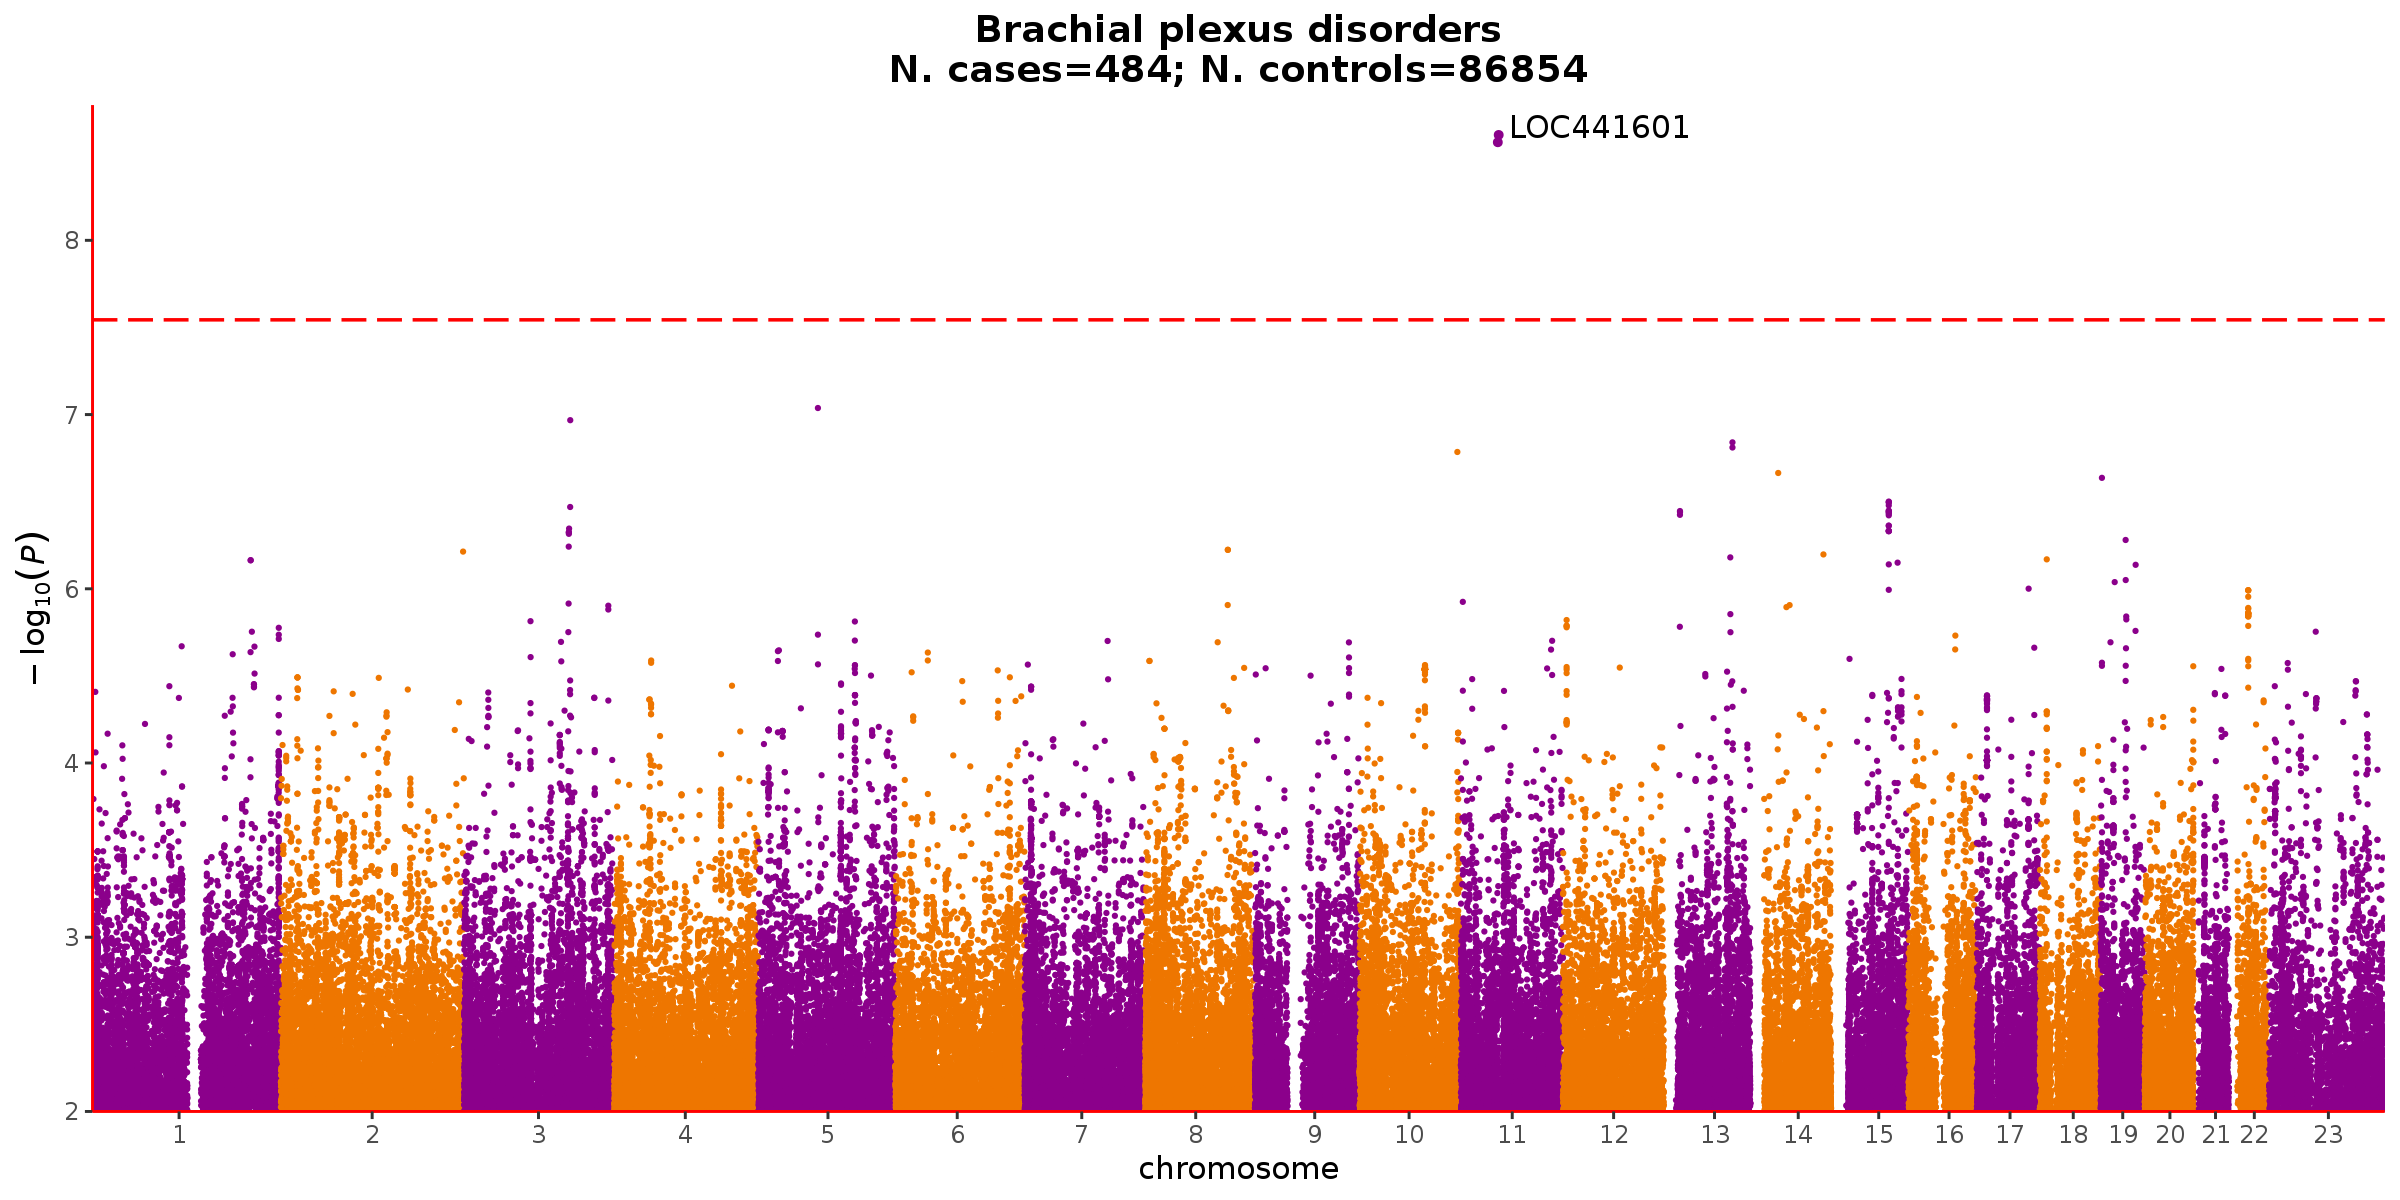 Brachial plexus disorders
N. cases=484; N. controls=86854
LOC441601
8
7
6
4
3
2
−log₁₀(P)
1 2 3 4 5 6 7 8 9 10 11 12 13 14 15 16 17 18 19 20 21 22 23
chromosome